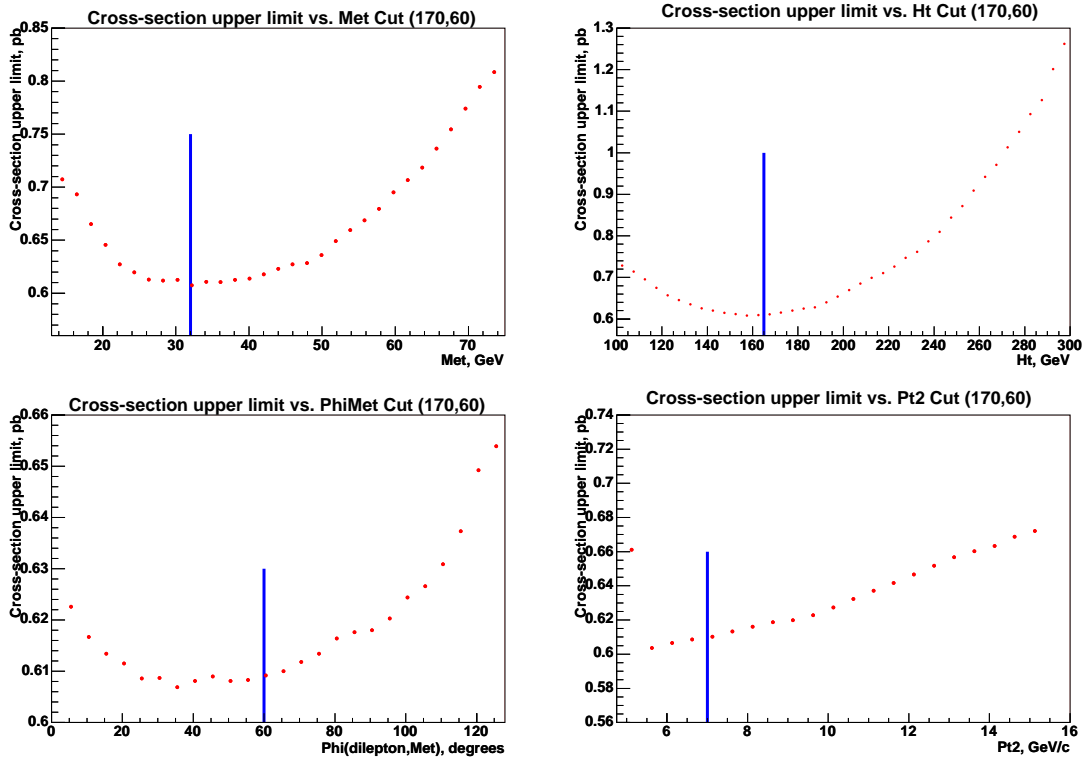 Cross-section upper limit vs. Met Cut (170,60)
Cross-section upper limit, pb
0.85
0.8
0.75
0.7
0.65
0.6
20 30 40 50 60 70
Met, GeV
Cross-section upper limit vs. Ht Cut (170,60)
Cross-section upper limit, pb
1.3
1.2
1.1
1
0.9
0.8
0.7
0.6
100 120 140 160 180 200 220 240 260 280 300
Ht, GeV
Cross-section upper limit vs. PhiMet Cut (170,60)
Cross-section upper limit, pb
0.66
0.65
0.64
0.63
0.62
0.61
0.6
0 20 40 60 80 100 120
Phi(dilepton,Met), degrees
Cross-section upper limit vs. Pt2 Cut (170,60)
Cross-section upper limit, pb
0.74
0.72
0.7
0.68
0.66
0.64
0.62
0.6
0.58
0.56
6 8 10 12 14 16
Pt2, GeV/c